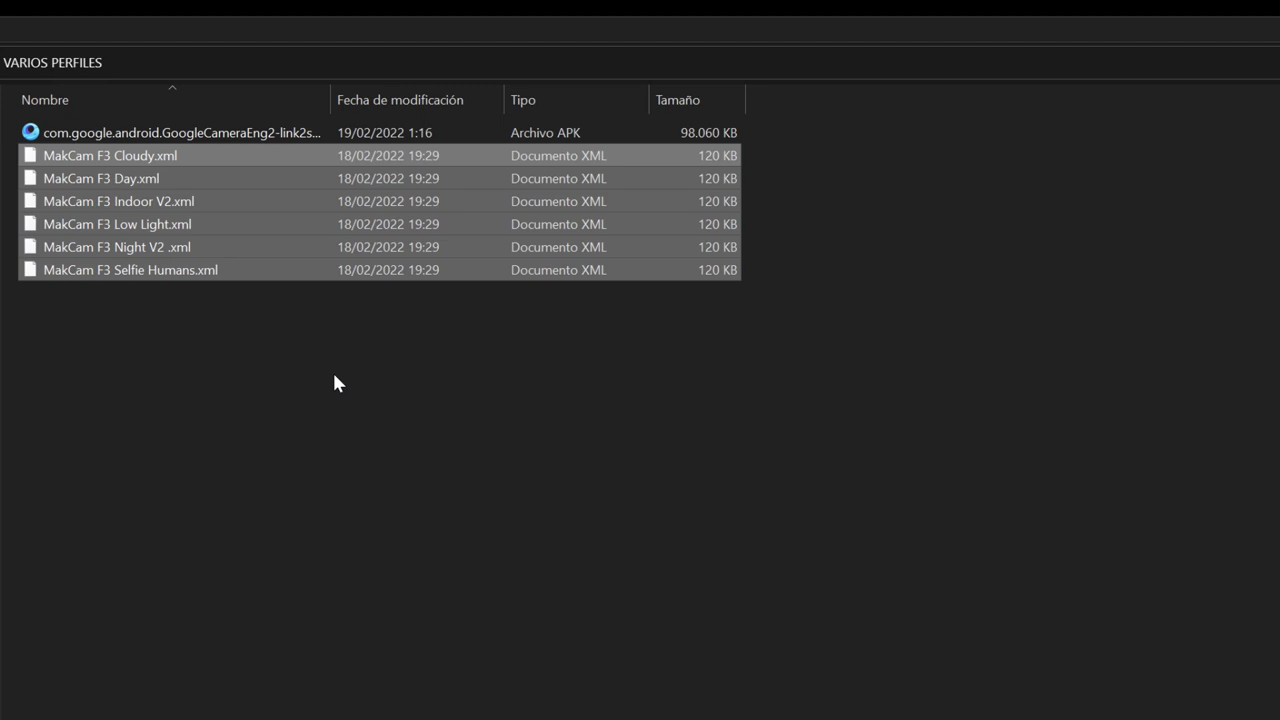 VARIOS PERFILES
Nombre Fecha de modificación Tipo Tamaño
com.google.android.GoogleCameraEng2-link2s... 19/02/2022 1:16 Archivo APK 98.060 KB
MakCam F3 Cloudy.xml 18/02/2022 19:29 Documento XML 120 KB
MakCam F3 Day.xml 18/02/2022 19:29 Documento XML 120 KB
MakCam F3 Indoor V2.xml 18/02/2022 19:29 Documento XML 120 KB
MakCam F3 Low Light.xml 18/02/2022 19:29 Documento XML 120 KB
MakCam F3 Night V2 .xml 18/02/2022 19:29 Documento XML 120 KB
MakCam F3 Selfie Humans.xml 18/02/2022 19:29 Documento XML 120 KB